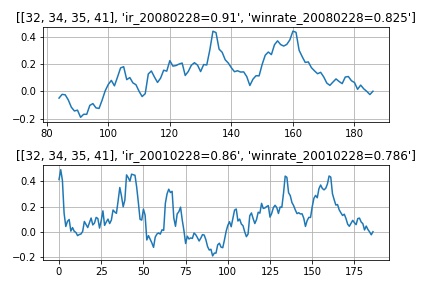 [[32, 34, 35, 41], 'ir_20080228=0.91', 'winrate_20080228=0.825']
0.4
0.2
0.0
−0.2
80 100 120 140 160 180
[[32, 34, 35, 41], 'ir_20010228=0.86', 'winrate_20010228=0.786']
0.4
0.2
0.0
−0.2
0 25 50 75 100 125 150 175